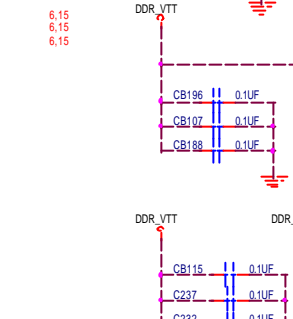 DDR_VTT
6,15
6,15
6,15
CB196 0.1UF
CB107 0.1UF
CB188 0.1UF
DDR_VTT DDR_
CB115 0.1UF
C237 0.1UF
C232 0.1UF